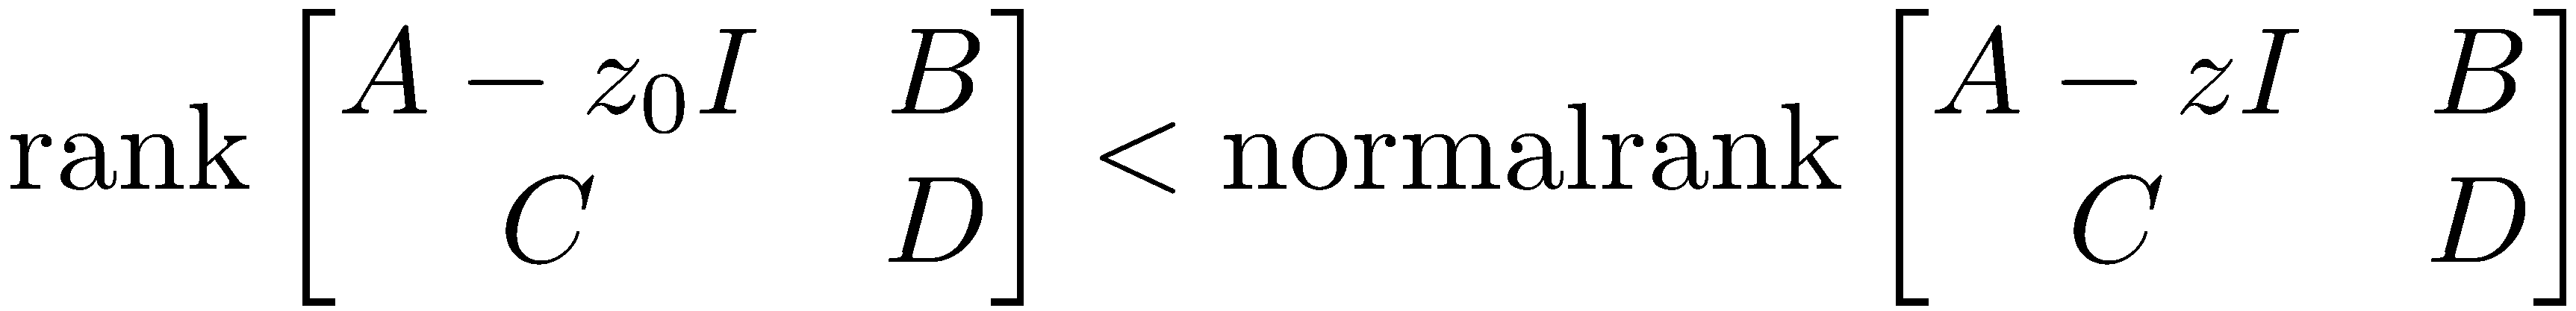 rank [A − z₀I B; C D] < normalrank [A − zI B; C D]